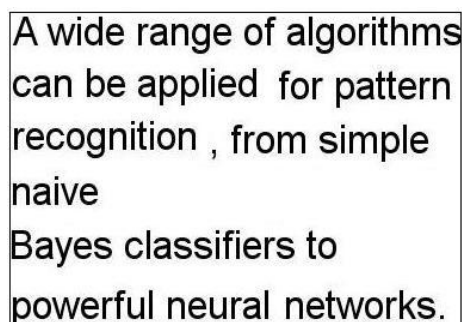 A wide range of algorithms
can be applied  for pattern
recognition , from simple
naive
Bayes classifiers to
powerful neural networks.